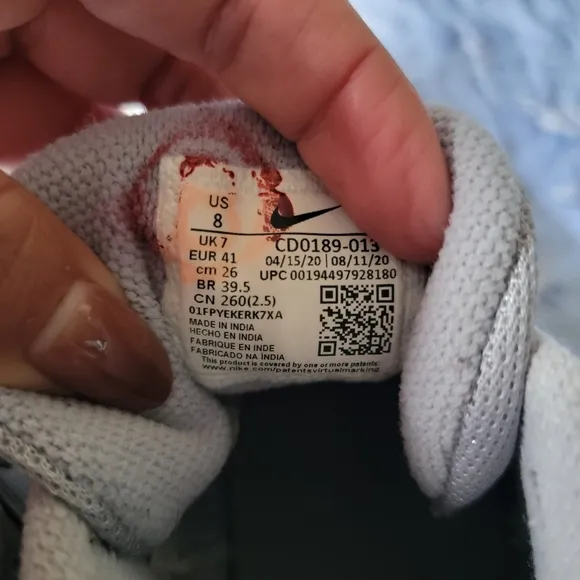 US
8
UK 7
EUR 41
cm 26
BR 39.5
CN 260(2.5)
01FPYEKERK7XA
MADE IN INDIA
HECHO EN INDIA
FABRIQUE EN INDE
FABRICADO NA ÍNDIA
CD0189-013
04/15/20 | 08/11/20
UPC 00194497928180
This product is covered by one or more patents
www.nike.com/patentsvirtualmarking